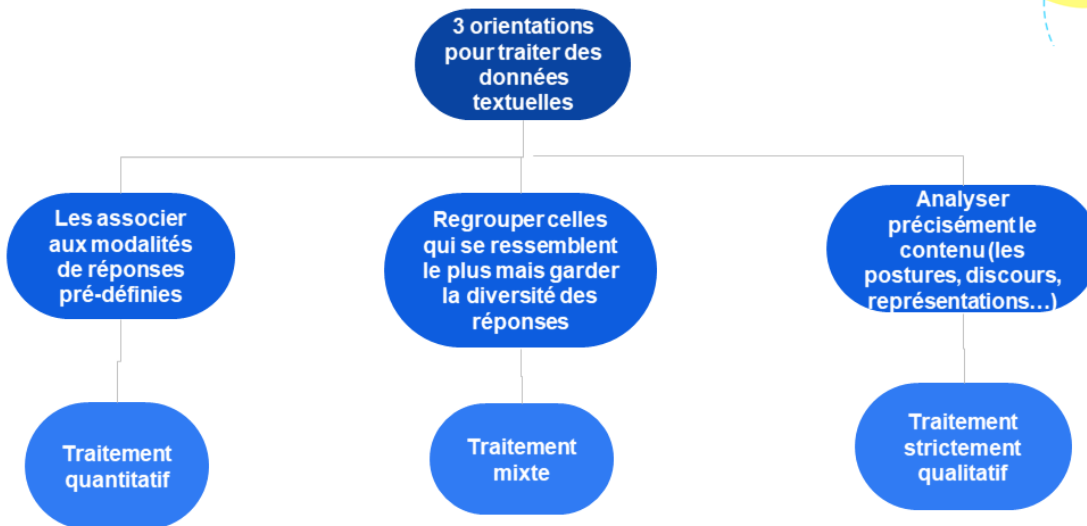 3 orientations
pour traiter des
données
textuelles
Les associer
aux modalités
de réponses
pré-définies
Regrouper celles
qui se ressemblent
le plus mais garder
la diversité des
réponses
Analyser
précisément le
contenu (les
postures, discours,
représentations…)
Traitement
quantitatif
Traitement
mixte
Traitement
strictement
qualitatif